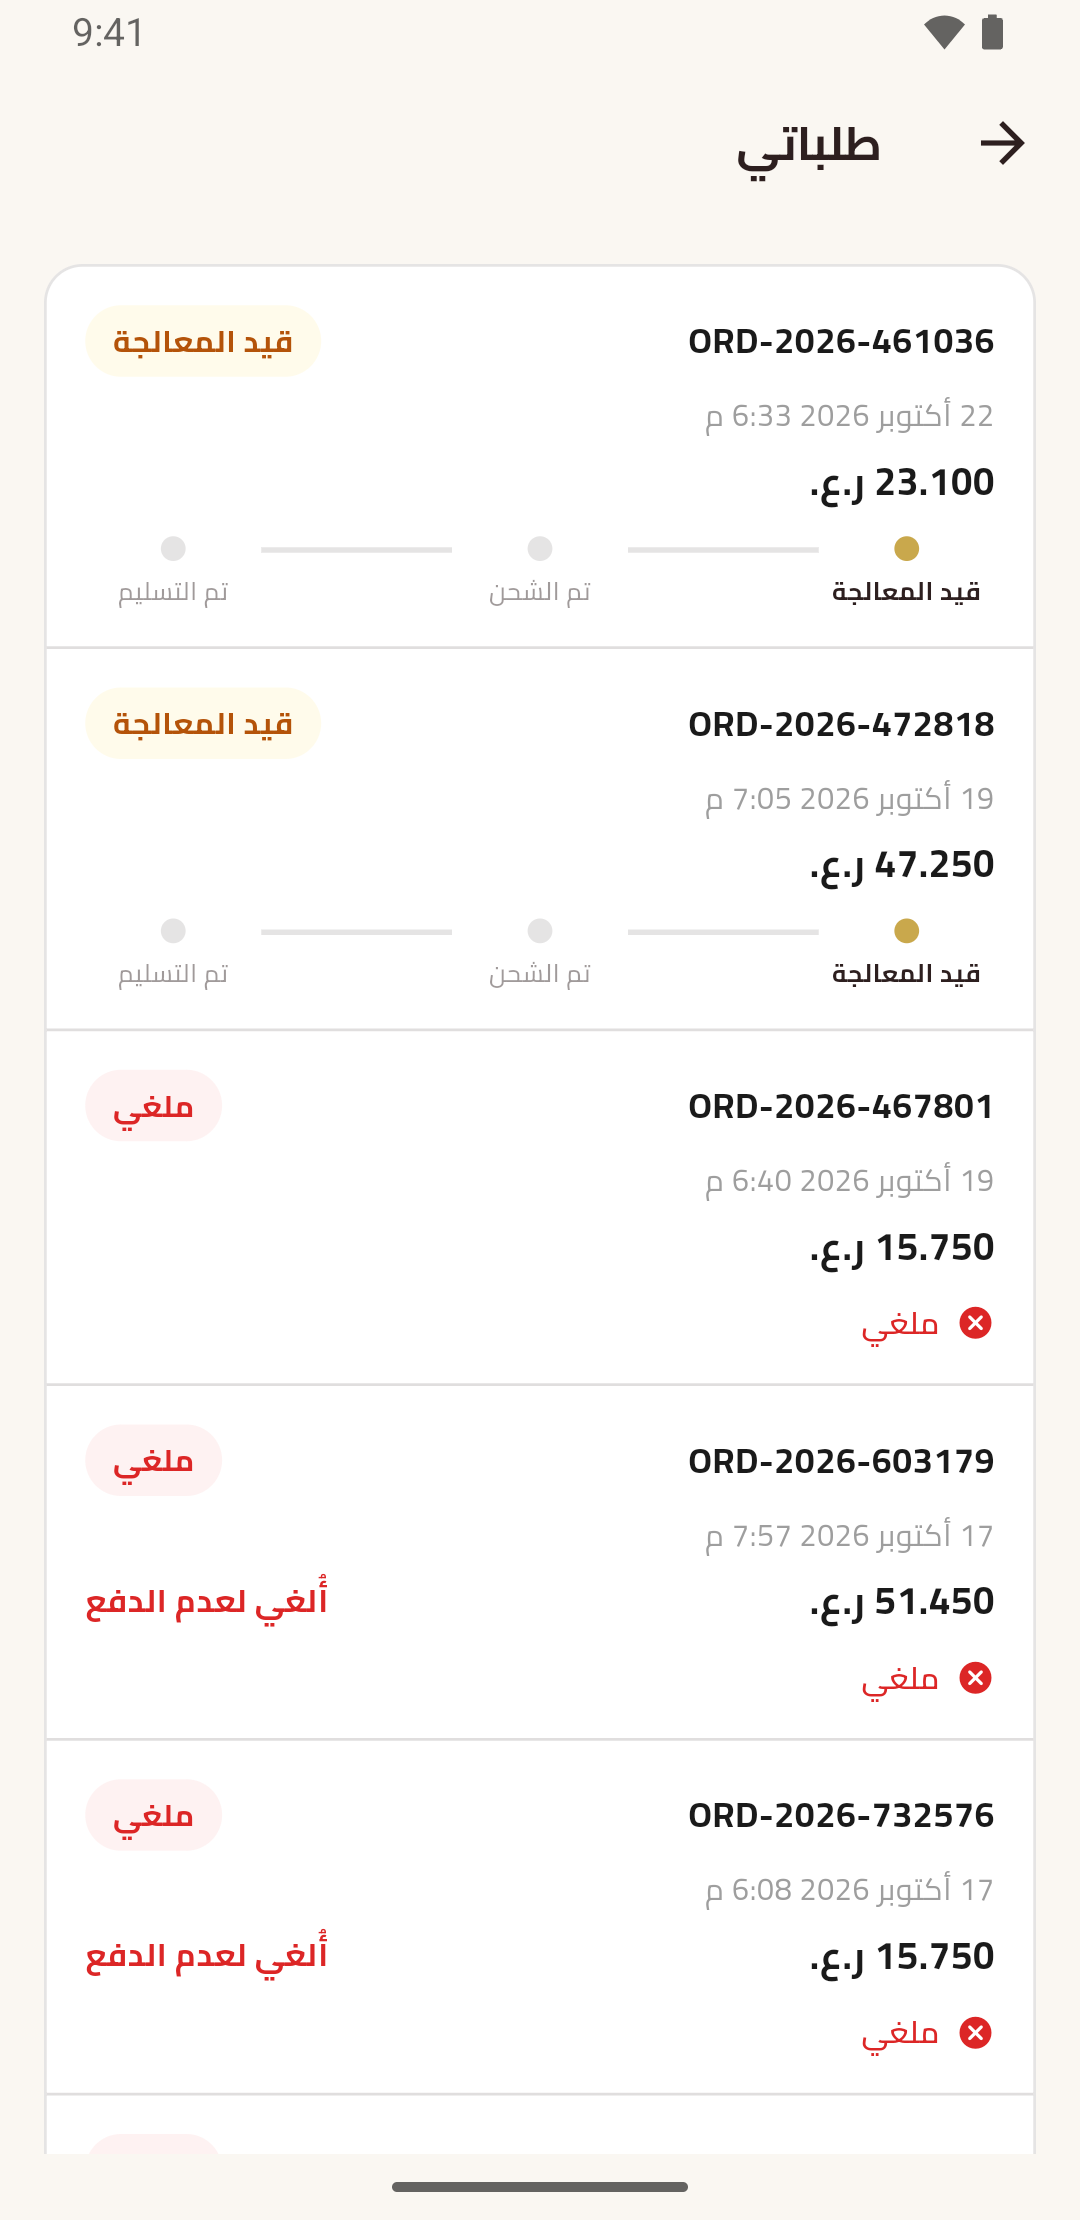 9:41
طلباتي
ORD-2026-461036
قيد المعالجة
22 أكتوبر 2026 6:33 م
23.100 ر.ع.
قيد المعالجة
تم الشحن
تم التسليم
ORD-2026-472818
قيد المعالجة
19 أكتوبر 2026 7:05 م
47.250 ر.ع.
قيد المعالجة
تم الشحن
تم التسليم
ORD-2026-467801
ملغي
19 أكتوبر 2026 6:40 م
15.750 ر.ع.
ملغي
ORD-2026-603179
ملغي
17 أكتوبر 2026 7:57 م
51.450 ر.ع.
أُلغي لعدم الدفع
ملغي
ORD-2026-732576
ملغي
17 أكتوبر 2026 6:08 م
15.750 ر.ع.
أُلغي لعدم الدفع
ملغي